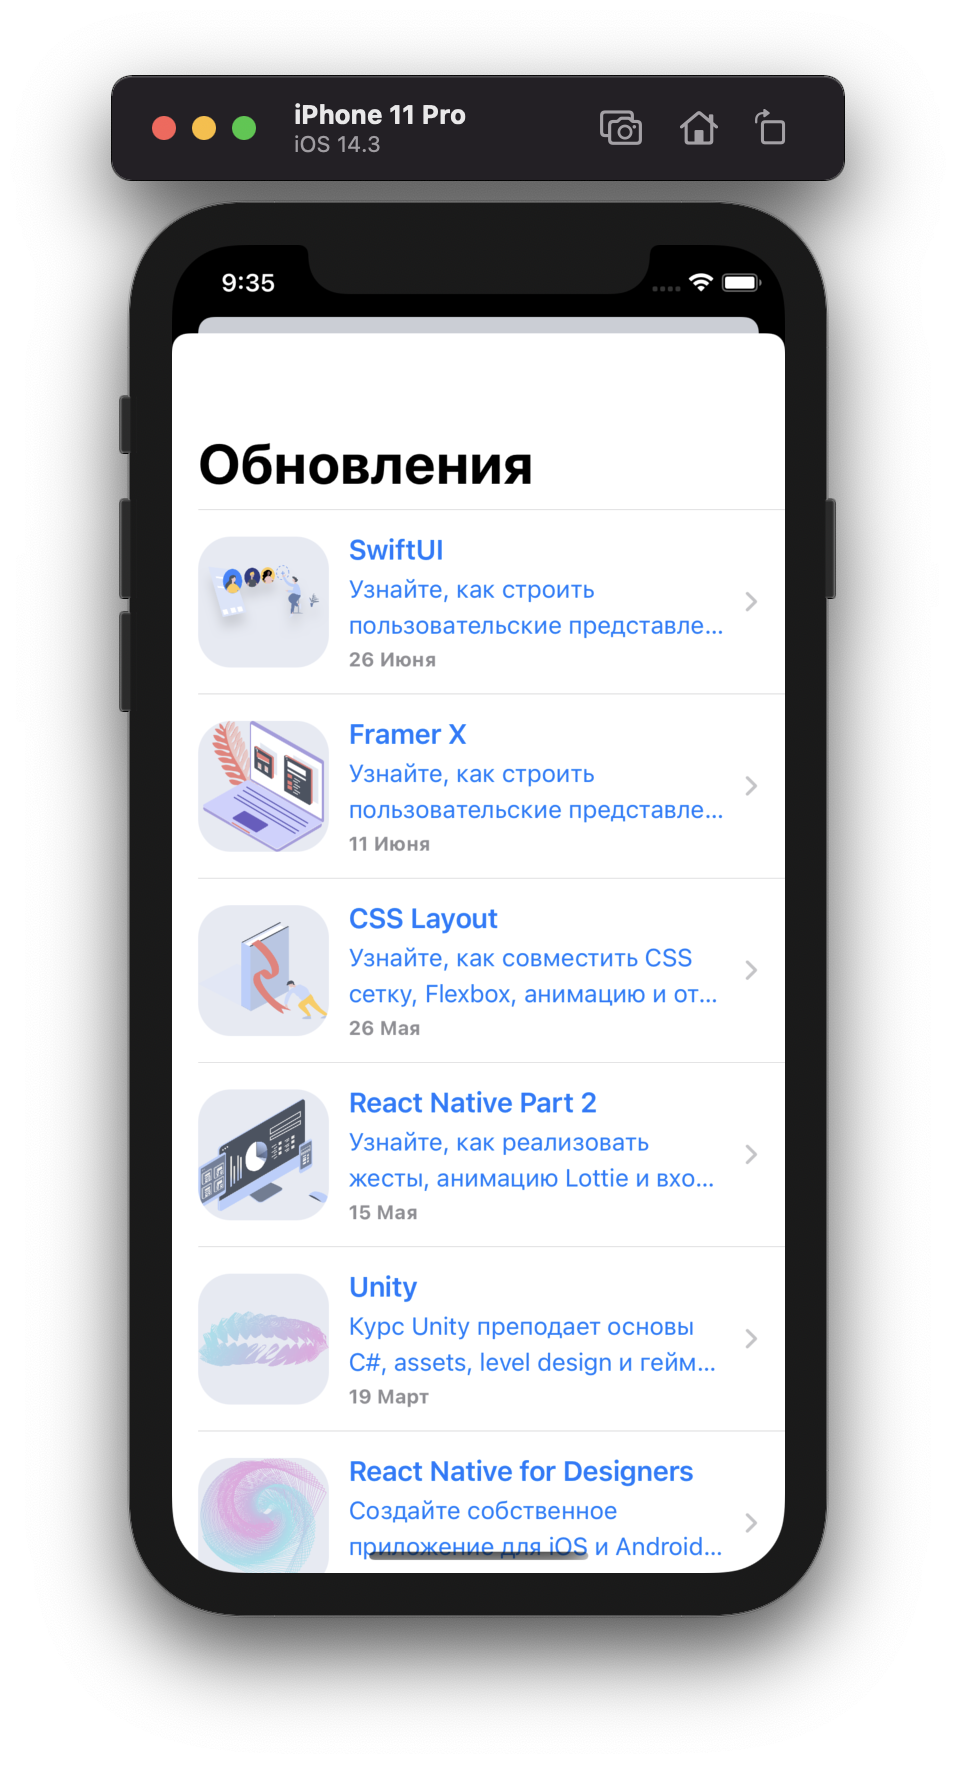 iPhone 11 Pro
iOS 14.3
9:35
Обновления
SwiftUI
Узнайте, как строить
пользовательские представле...
26 Июня
Framer X
Узнайте, как строить
пользовательские представле...
11 Июня
CSS Layout
Узнайте, как совместить CSS
сетку, Flexbox, анимацию и от...
26 Мая
React Native Part 2
Узнайте, как реализовать
жесты, анимацию Lottie и вхо...
15 Мая
Unity
Курс Unity преподает основы
C#, assets, level design и гейм...
19 Март
React Native for Designers
Создайте собственное
приложение для iOS и Android...